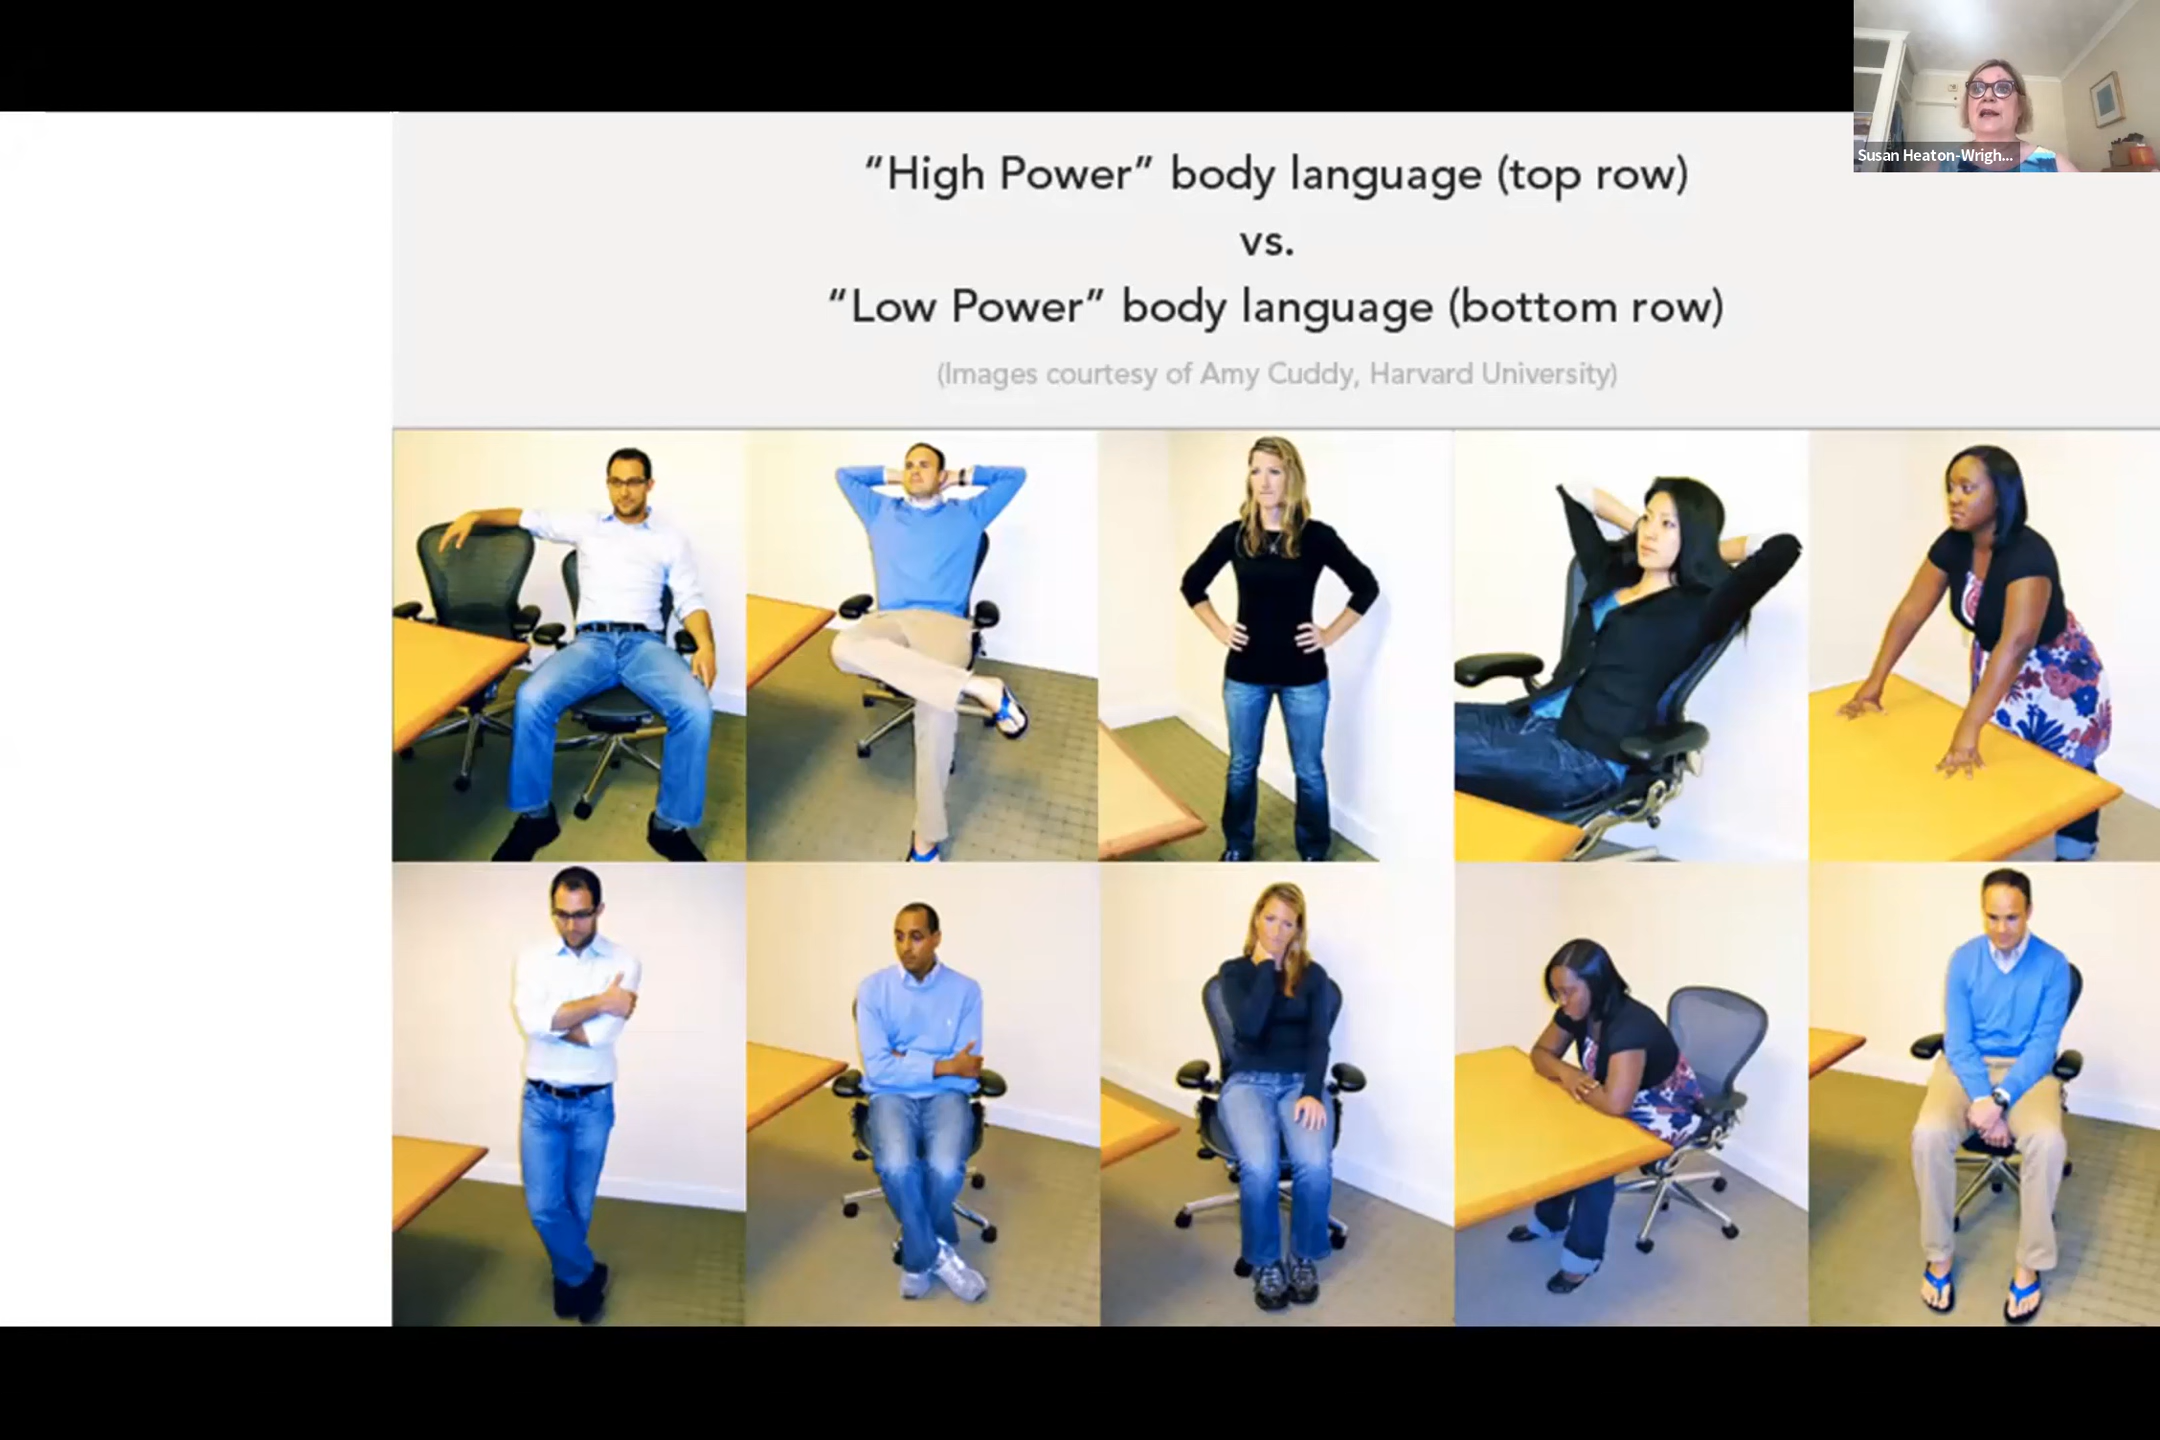 “High Power” body language (top row)
vs.
“Low Power” body language (bottom row)
(Images courtesy of Amy Cuddy, Harvard University)
Susan Heaton-Wrigh...